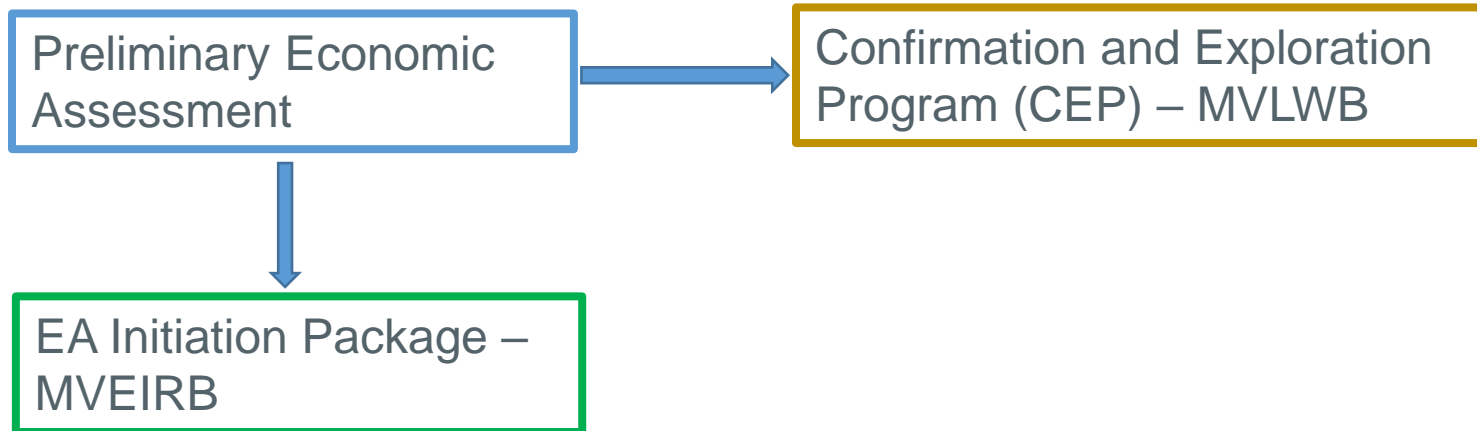 Preliminary Economic
Assessment
Confirmation and Exploration
Program (CEP) – MVLWB
EA Initiation Package –
MVEIRB